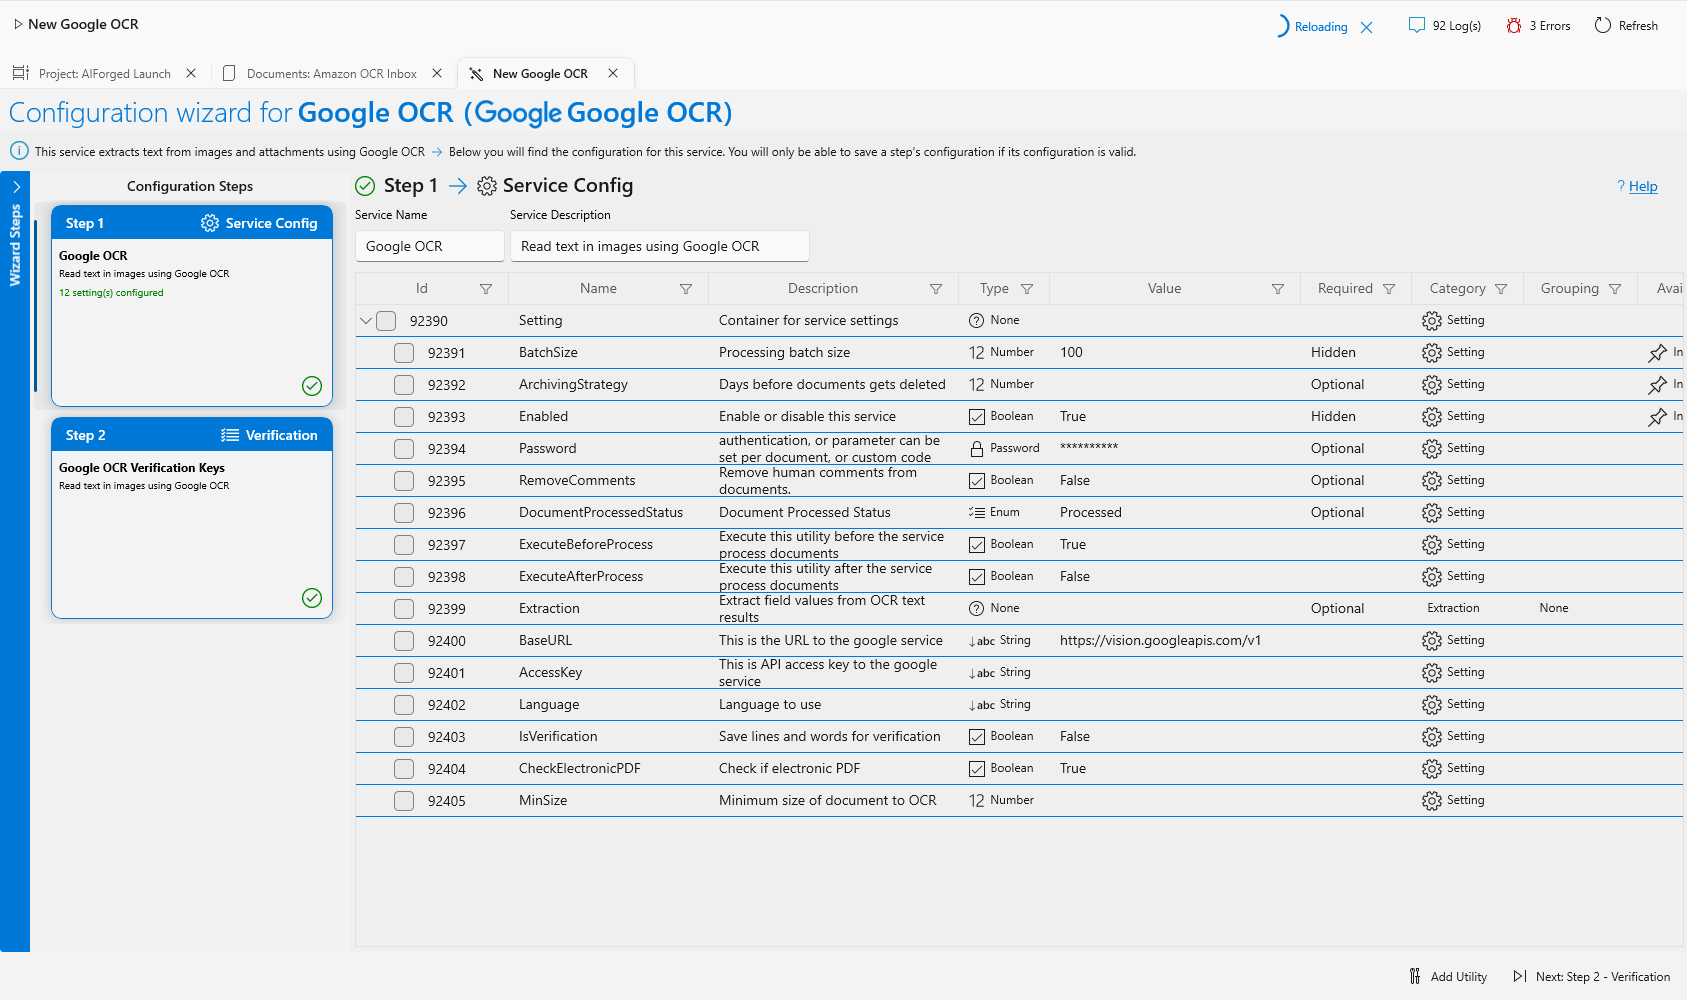 New Google OCR
Reloading
92 Log(s)
3 Errors
Refresh
Project: AIForged Launch
Documents: Amazon OCR Inbox
New Google OCR
Configuration wizard for Google OCR (Google Google OCR)
This service extracts text from images and attachments using Google OCR → Below you will find the configuration for this service. You will only be able to save a step's configuration if its configuration is valid.
Wizard Steps
Configuration Steps
Step 1 Service Config
Google OCR
Read text in images using Google OCR
12 setting(s) configured
Step 2 Verification
Google OCR Verification Keys
Read text in images using Google OCR
Step 1 → Service Config
? Help
Service Name Service Description
Google OCR Read text in images using Google OCR
Id Name Description Type Value Required Category Grouping Avai
92390 Setting Container for service settings None Setting
92391 BatchSize Processing batch size 12 Number 100 Hidden Setting In
92392 ArchivingStrategy Days before documents gets deleted 12 Number Optional Setting In
92393 Enabled Enable or disable this service Boolean True Hidden Setting In
92394 Password authentication, or parameter can be set per document, or custom code Password ********** Optional Setting
92395 RemoveComments Remove human comments from documents. Boolean False Optional Setting
92396 DocumentProcessedStatus Document Processed Status Enum Processed Optional Setting
92397 ExecuteBeforeProcess Execute this utility before the service process documents Boolean True Setting
92398 ExecuteAfterProcess Execute this utility after the service process documents Boolean False Setting
92399 Extraction Extract field values from OCR text results None Optional Extraction None
92400 BaseURL This is the URL to the google service abc String https://vision.googleapis.com/v1 Setting
92401 AccessKey This is API access key to the google service abc String Setting
92402 Language Language to use abc String Setting
92403 IsVerification Save lines and words for verification Boolean False Setting
92404 CheckElectronicPDF Check if electronic PDF Boolean True Setting
92405 MinSize Minimum size of document to OCR 12 Number Setting
Add Utility
Next: Step 2 - Verification